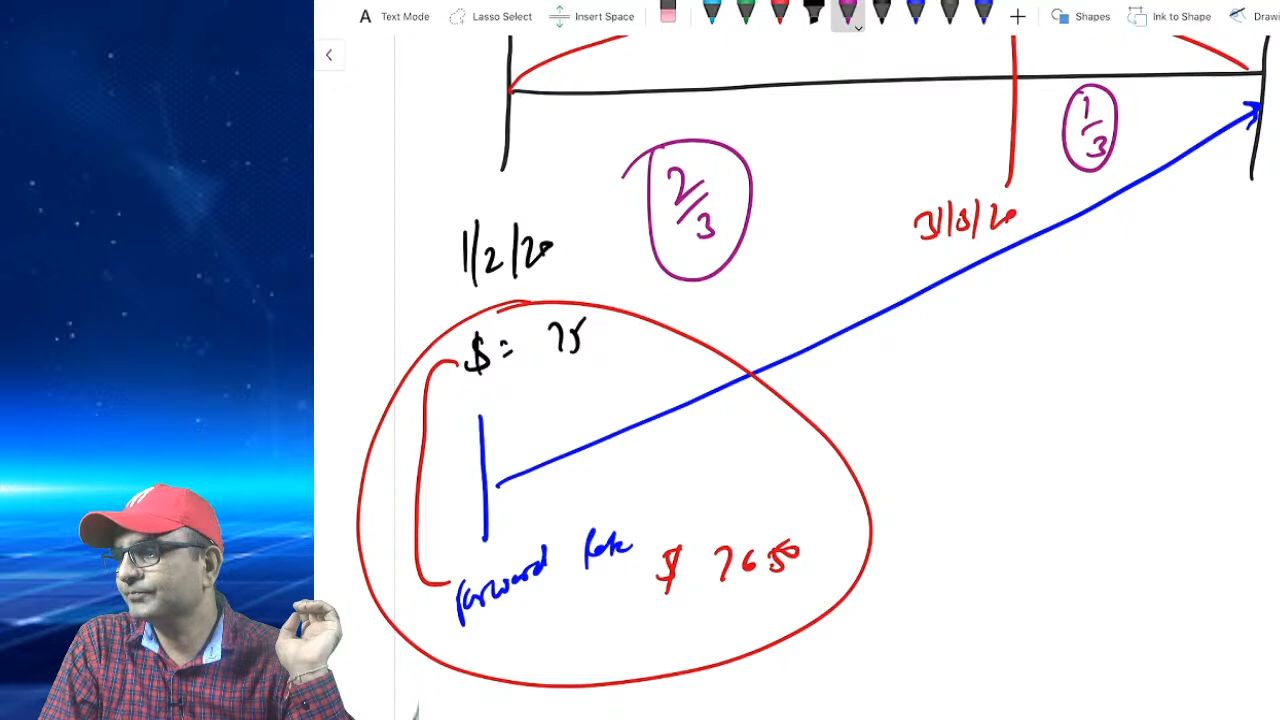 Text Mode
Lasso Select
Insert Space
Shapes
Ink to Shape
2/3
1/3
1/2/20
31/3/20
$ = 75
forward Rate $ 76.50